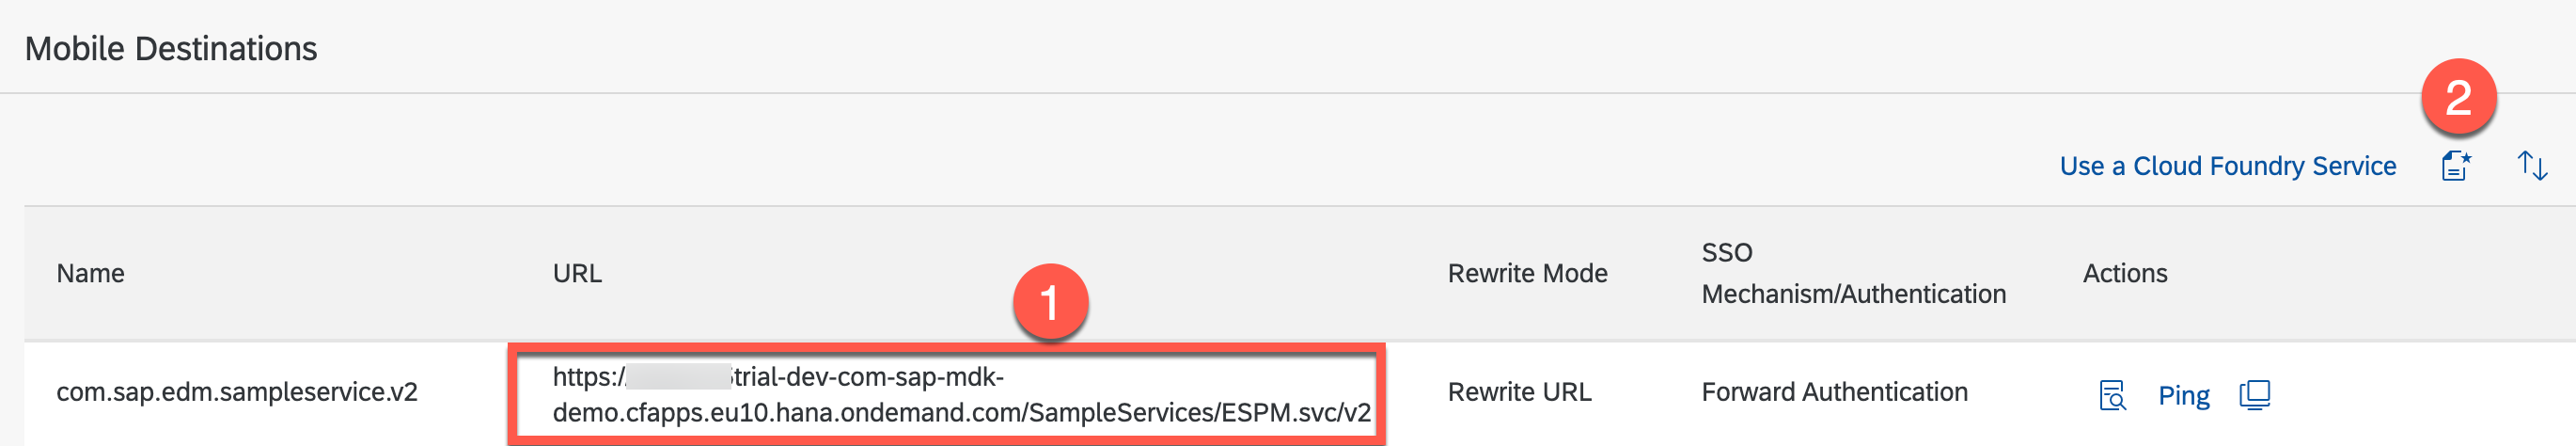 Mobile Destinations
2
Use a Cloud Foundry Service
Name
URL
Rewrite Mode
SSO
Mechanism/Authentication
Actions
1
com.sap.edm.sampleservice.v2
https:/ trial-dev-com-sap-mdk-
demo.cfapps.eu10.hana.ondemand.com/SampleServices/ESPM.svc/v2
Rewrite URL
Forward Authentication
Ping